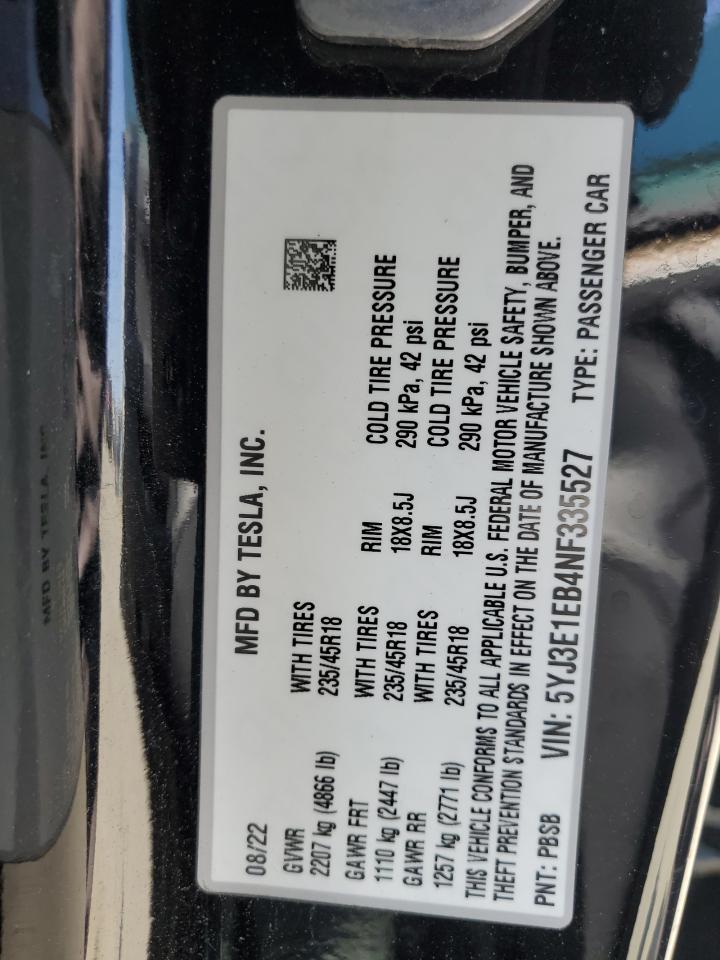 MFD BY TESLA, INC.
08/22
GVWR WITH TIRES
2207 kg (4866 lb) 235/45R18
GAWR FRT WITH TIRES RIM COLD TIRE PRESSURE
1110 kg (2447 lb) 235/45R18 18X8.5J 290 kPa, 42 psi
GAWR RR WITH TIRES RIM COLD TIRE PRESSURE
1257 kg (2771 lb) 235/45R18 18X8.5J 290 kPa, 42 psi
THIS VEHICLE CONFORMS TO ALL APPLICABLE U.S. FEDERAL MOTOR VEHICLE SAFETY, BUMPER, AND
THEFT PREVENTION STANDARDS IN EFFECT ON THE DATE OF MANUFACTURE SHOWN ABOVE.
PNT: PBSB VIN: 5YJ3E1EB4NF335527 TYPE: PASSENGER CAR
MFD BY TESLA, INC